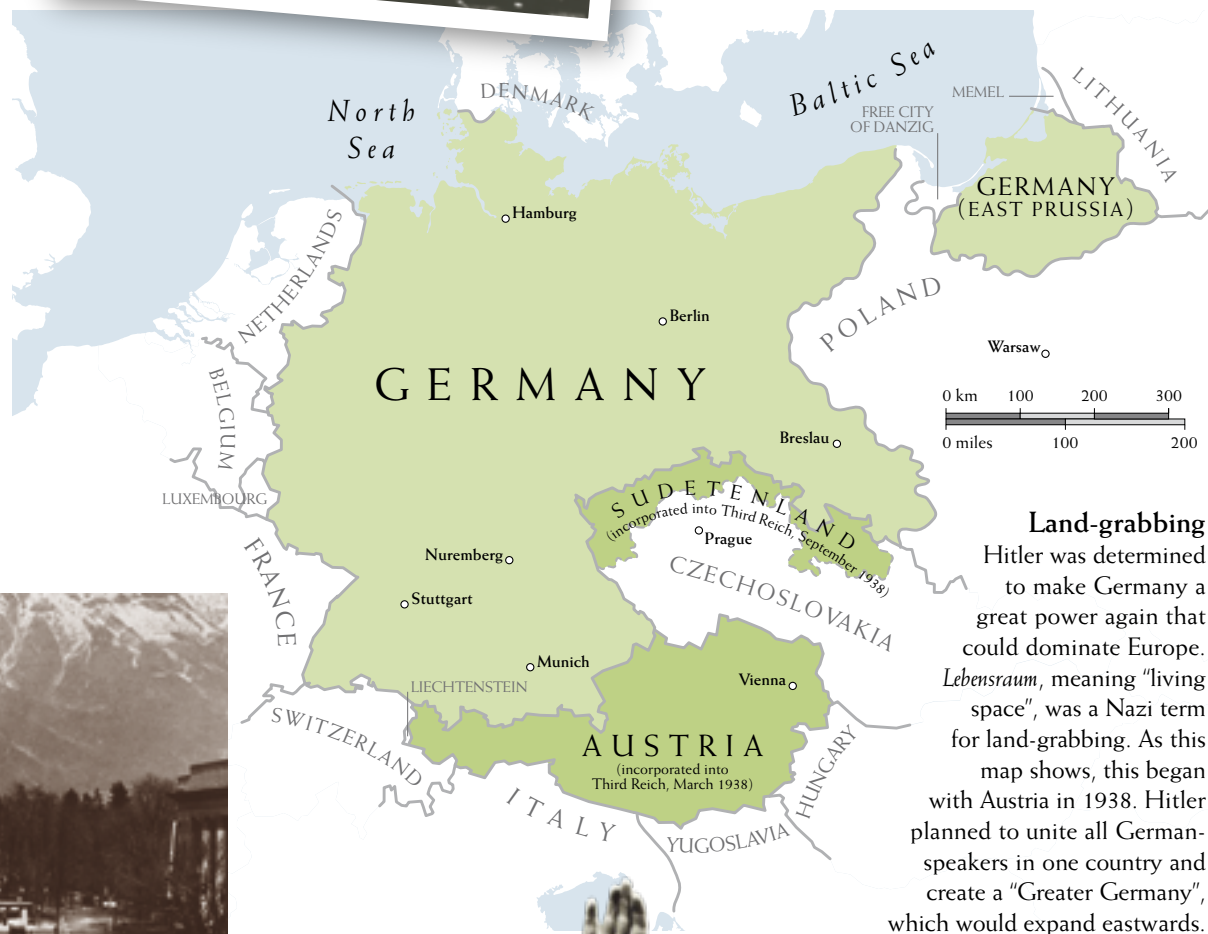 North
Sea
DENMARK
Baltic Sea
MEMEL
LITHUANIA
FREE CITY
OF DANZIG
GERMANY
(EAST PRUSSIA)
Hamburg
NETHERLANDS
Berlin
POLAND
Warsaw
GERMANY
BELGIUM
0 km 100 200 300
0 miles 100 200
Breslau
LUXEMBOURG
SUDETENLAND
(incorporated into Third Reich, September 1938)
Prague
CZECHOSLOVAKIA
FRANCE
Nuremberg
Stuttgart
Munich
Vienna
LIECHTENSTEIN
SWITZERLAND
AUSTRIA
(incorporated into
Third Reich, March 1938)
HUNGARY
ITALY
YUGOSLAVIA
Land-grabbing
Hitler was determined
to make Germany a
great power again that
could dominate Europe.
Lebensraum, meaning “living
space”, was a Nazi term
for land-grabbing. As this
map shows, this began
with Austria in 1938. Hitler
planned to unite all German-
speakers in one country and
create a “Greater Germany”,
which would expand eastwards.